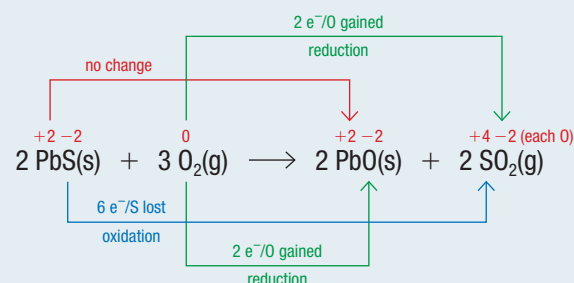 2 e⁻/O gained
reduction
no change
+2 −2 0 +2 −2 +4 −2 (each O)
2 PbS(s) + 3 O₂(g) ⟶ 2 PbO(s) + 2 SO₂(g)
6 e⁻/S lost
oxidation
2 e⁻/O gained
reduction